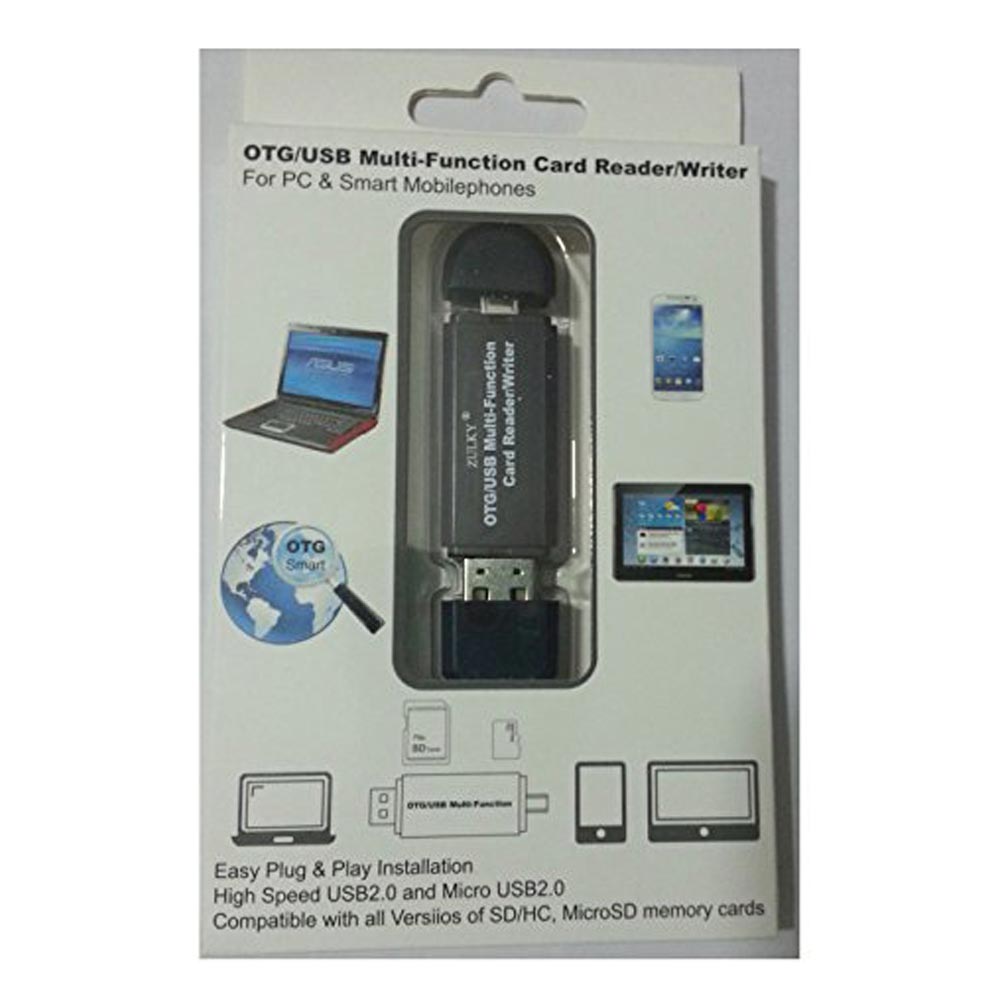 OTG/USB Multi-Function Card Reader/Writer
For PC & Smart Mobilephones
ASUS
ZULKY ®
OTG/USB Multi-Function
Card Reader/Writer
OTG
Smart
SD
OTG/USB Multi-Function
Easy Plug & Play Installation
High Speed USB2.0 and Micro USB2.0
Compatible with all Versiios of SD/HC, MicroSD memory cards